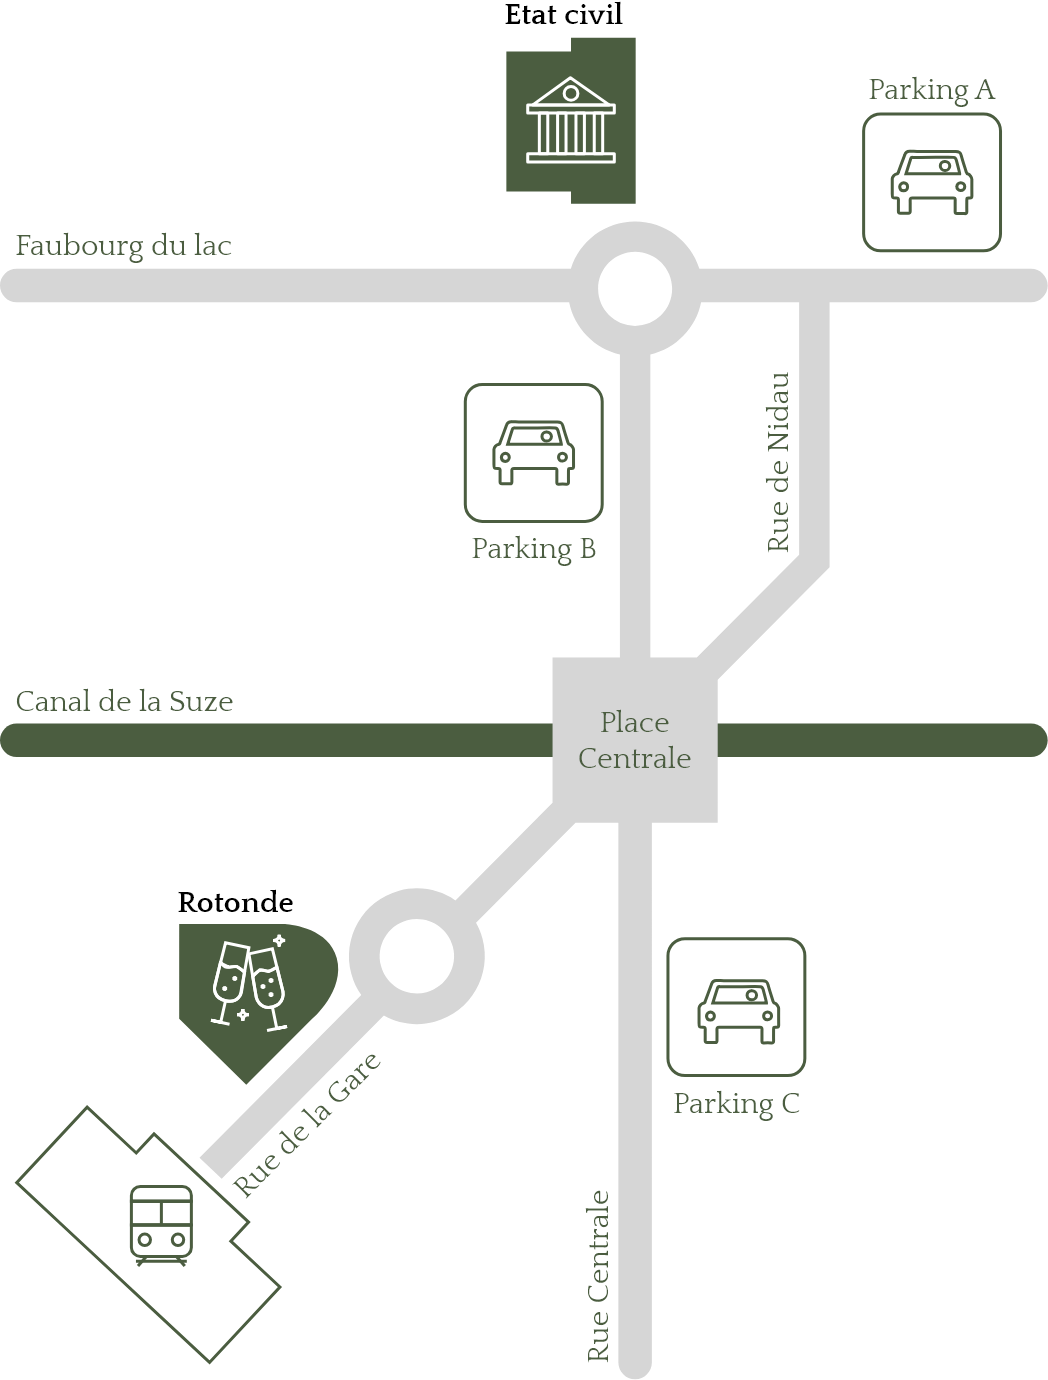 Etat civil
Parking A
Faubourg du lac
Rue de Nidau
Parking B
Canal de la Suze
Place
Centrale
Rotonde
Rue de la Gare
Parking C
Rue Centrale